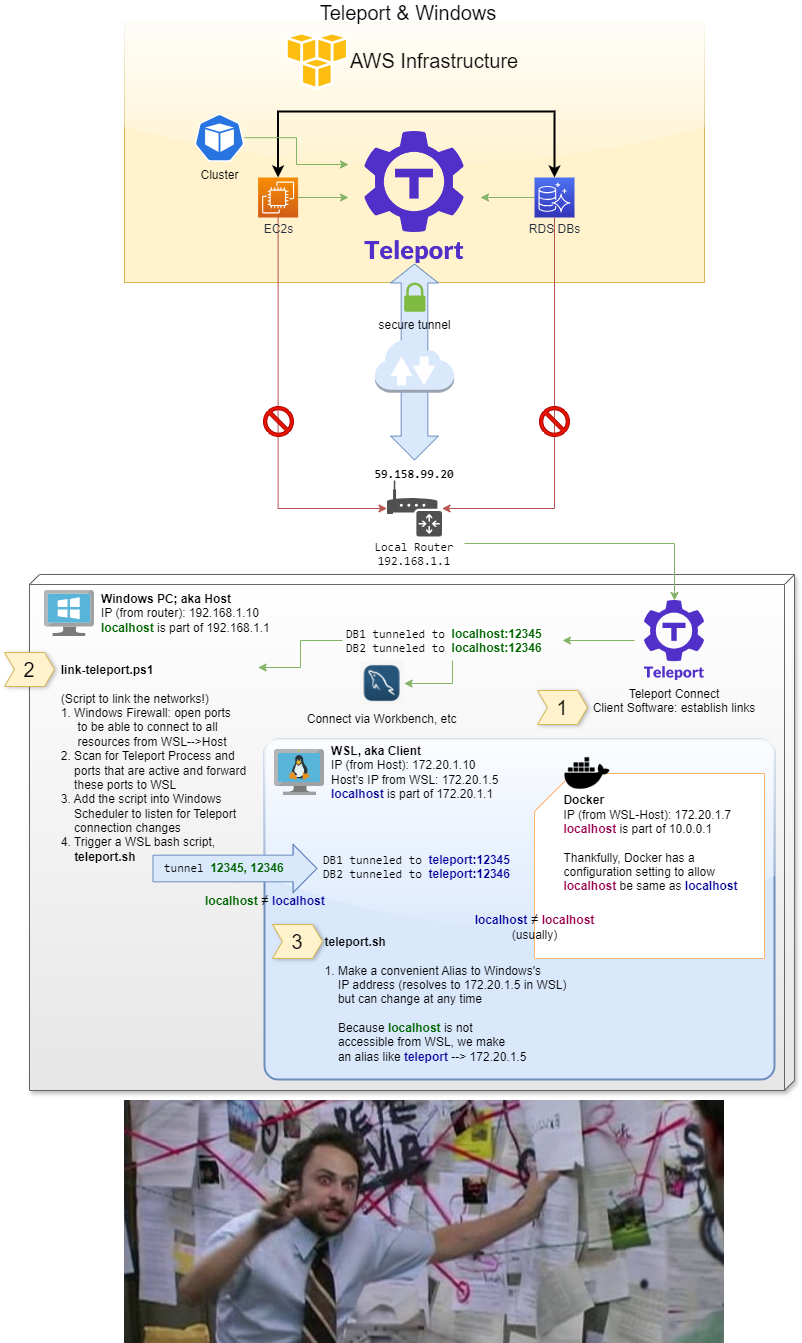 Teleport & Windows
AWS Infrastructure
Cluster
EC2s
RDS DBs
Teleport
secure tunnel
59.158.99.20
Local Router
192.168.1.1
Windows PC; aka Host
IP (from router): 192.168.1.10
localhost is part of 192.168.1.1
DB1 tunneled to localhost:12345
DB2 tunneled to localhost:12346
Teleport
Teleport Connect
Client Software: establish links
1
Connect via Workbench, etc
2
link-teleport.ps1
(Script to link the networks!)
1. Windows Firewall: open ports
to be able to connect to all
resources from WSL-->Host
2. Scan for Teleport Process and
ports that are active and forward
these ports to WSL
3. Add the script into Windows
Scheduler to listen for Teleport
connection changes
4. Trigger a WSL bash script,
teleport.sh
tunnel 12345, 12346
localhost ≠ localhost
WSL, aka Client
IP (from Host): 172.20.1.10
Host's IP from WSL: 172.20.1.5
localhost is part of 172.20.1.1
DB1 tunneled to teleport:12345
DB2 tunneled to teleport:12346
Docker
IP (from WSL-Host): 172.20.1.7
localhost is part of 10.0.0.1
Thankfully, Docker has a
configuration setting to allow
localhost be same as localhost
localhost ≠ localhost
(usually)
3
teleport.sh
1. Make a convenient Alias to Windows's
IP address (resolves to 172.20.1.5 in WSL)
but can change at any time
Because localhost is not
accessible from WSL, we make
an alias like teleport --> 172.20.1.5